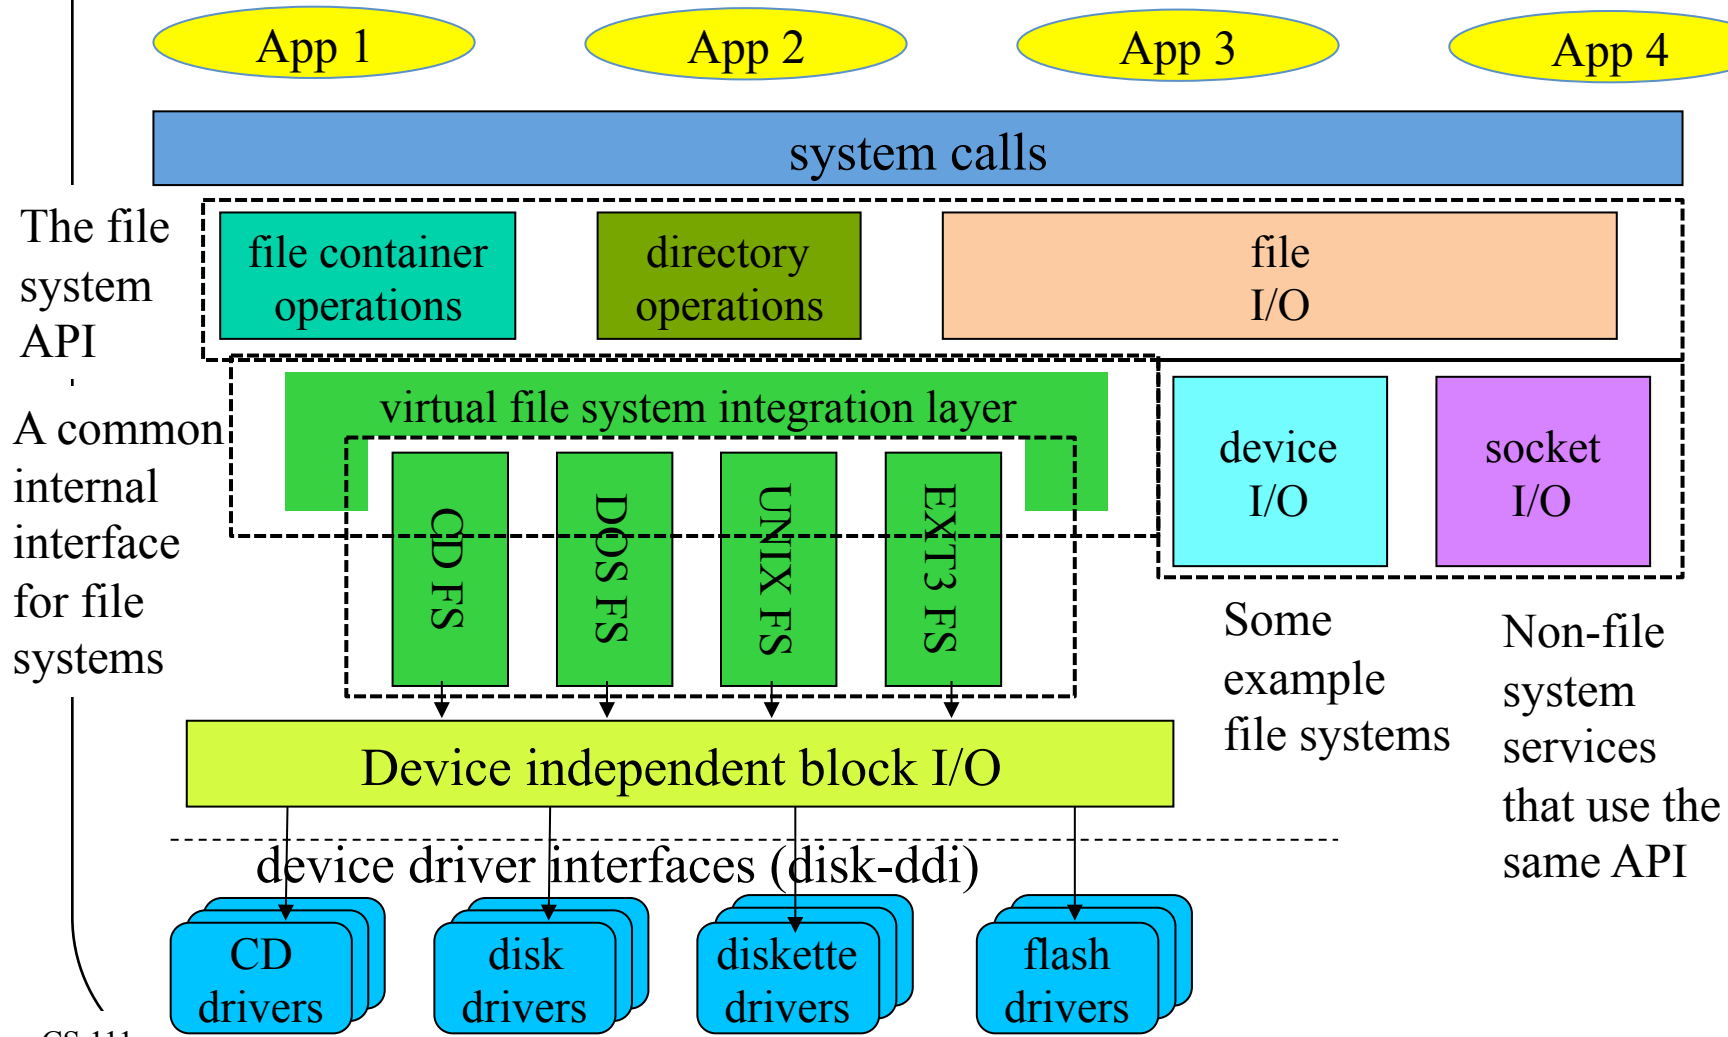 App 1
App 2
App 3
App 4
system calls
The file
system
API
file container
operations
directory
operations
file
I/O
A common
internal
interface
for file
systems
virtual file system integration layer
CD FS
DOS FS
UNIX FS
EXT3 FS
device
I/O
socket
I/O
Some
example
file systems
Non-file
system
services
that use the
same API
Device independent block I/O
device driver interfaces (disk-ddi)
CD
drivers
disk
drivers
diskette
drivers
flash
drivers